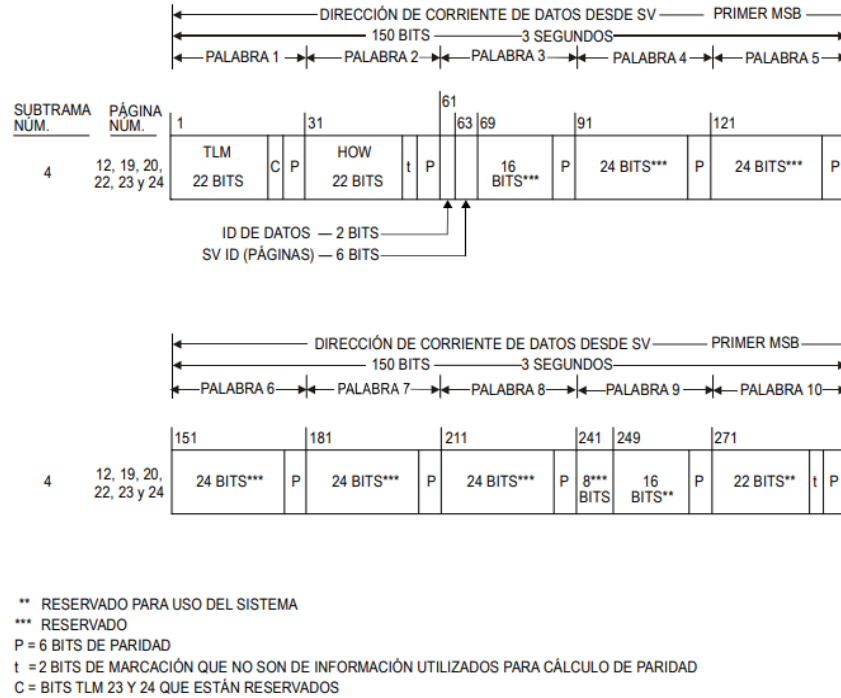 DIRECCIÓN DE CORRIENTE DE DATOS DESDE SV PRIMER MSB
150 BITS 3 SEGUNDOS
PALABRA 1 PALABRA 2 PALABRA 3 PALABRA 4 PALABRA 5
SUBTRAMA NÚM. PÁGINA NÚM.
1 31 61 63 69 91 121
4 12, 19, 20, 22, 23 y 24 TLM 22 BITS C P HOW 22 BITS t P 16 BITS*** P 24 BITS*** P 24 BITS*** P
ID DE DATOS — 2 BITS
SV ID (PÁGINAS) — 6 BITS
DIRECCIÓN DE CORRIENTE DE DATOS DESDE SV PRIMER MSB
150 BITS 3 SEGUNDOS
PALABRA 6 PALABRA 7 PALABRA 8 PALABRA 9 PALABRA 10
151 181 211 241 249 271
4 12, 19, 20, 22, 23 y 24 24 BITS*** P 24 BITS*** P 24 BITS*** P 8*** BITS 16 BITS** P 22 BITS** t P
** RESERVADO PARA USO DEL SISTEMA
*** RESERVADO
P = 6 BITS DE PARIDAD
t = 2 BITS DE MARCACIÓN QUE NO SON DE INFORMACIÓN UTILIZADOS PARA CÁLCULO DE PARIDAD
C = BITS TLM 23 Y 24 QUE ESTÁN RESERVADOS